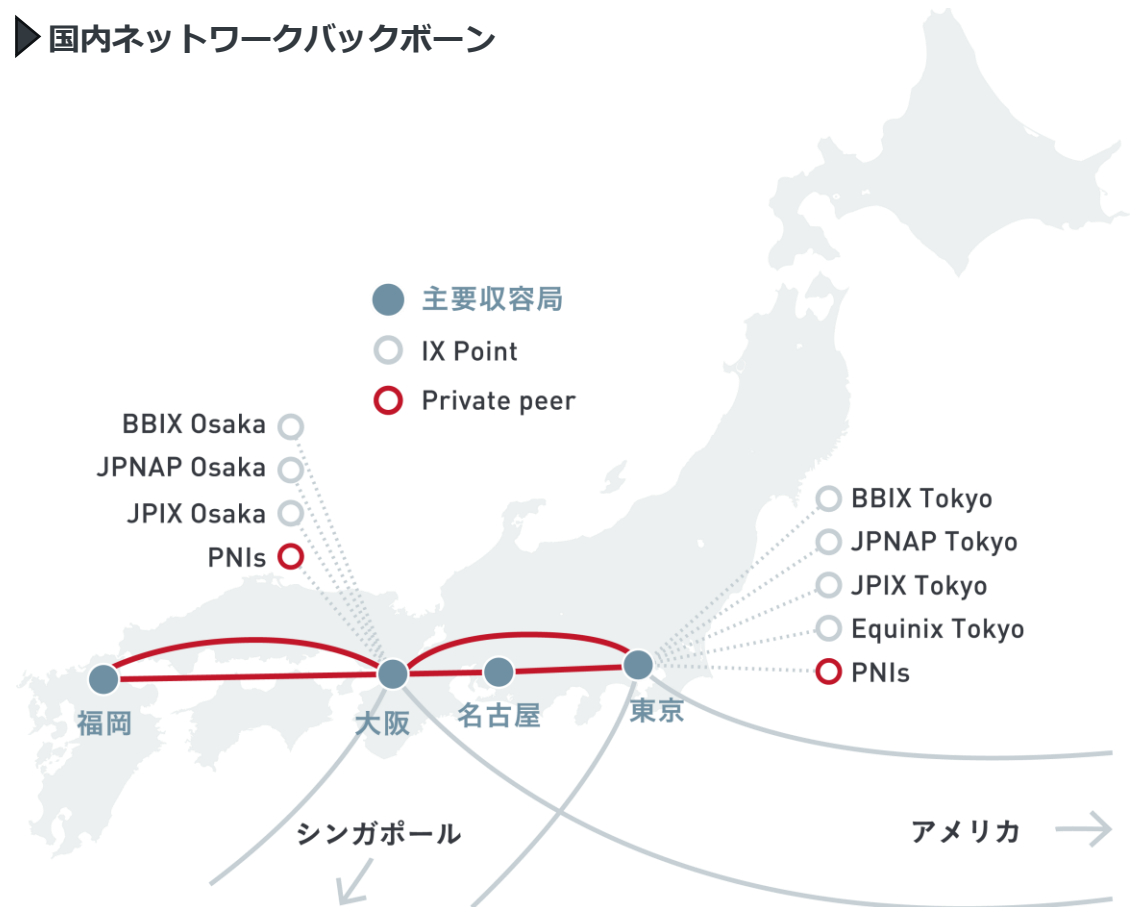 国内ネットワークバックボーン
主要収容局
IX Point
Private peer
BBIX Osaka
JPNAP Osaka
JPIX Osaka
PNIs
BBIX Tokyo
JPNAP Tokyo
JPIX Tokyo
Equinix Tokyo
PNIs
福岡
大阪
名古屋
東京
シンガポール
アメリカ